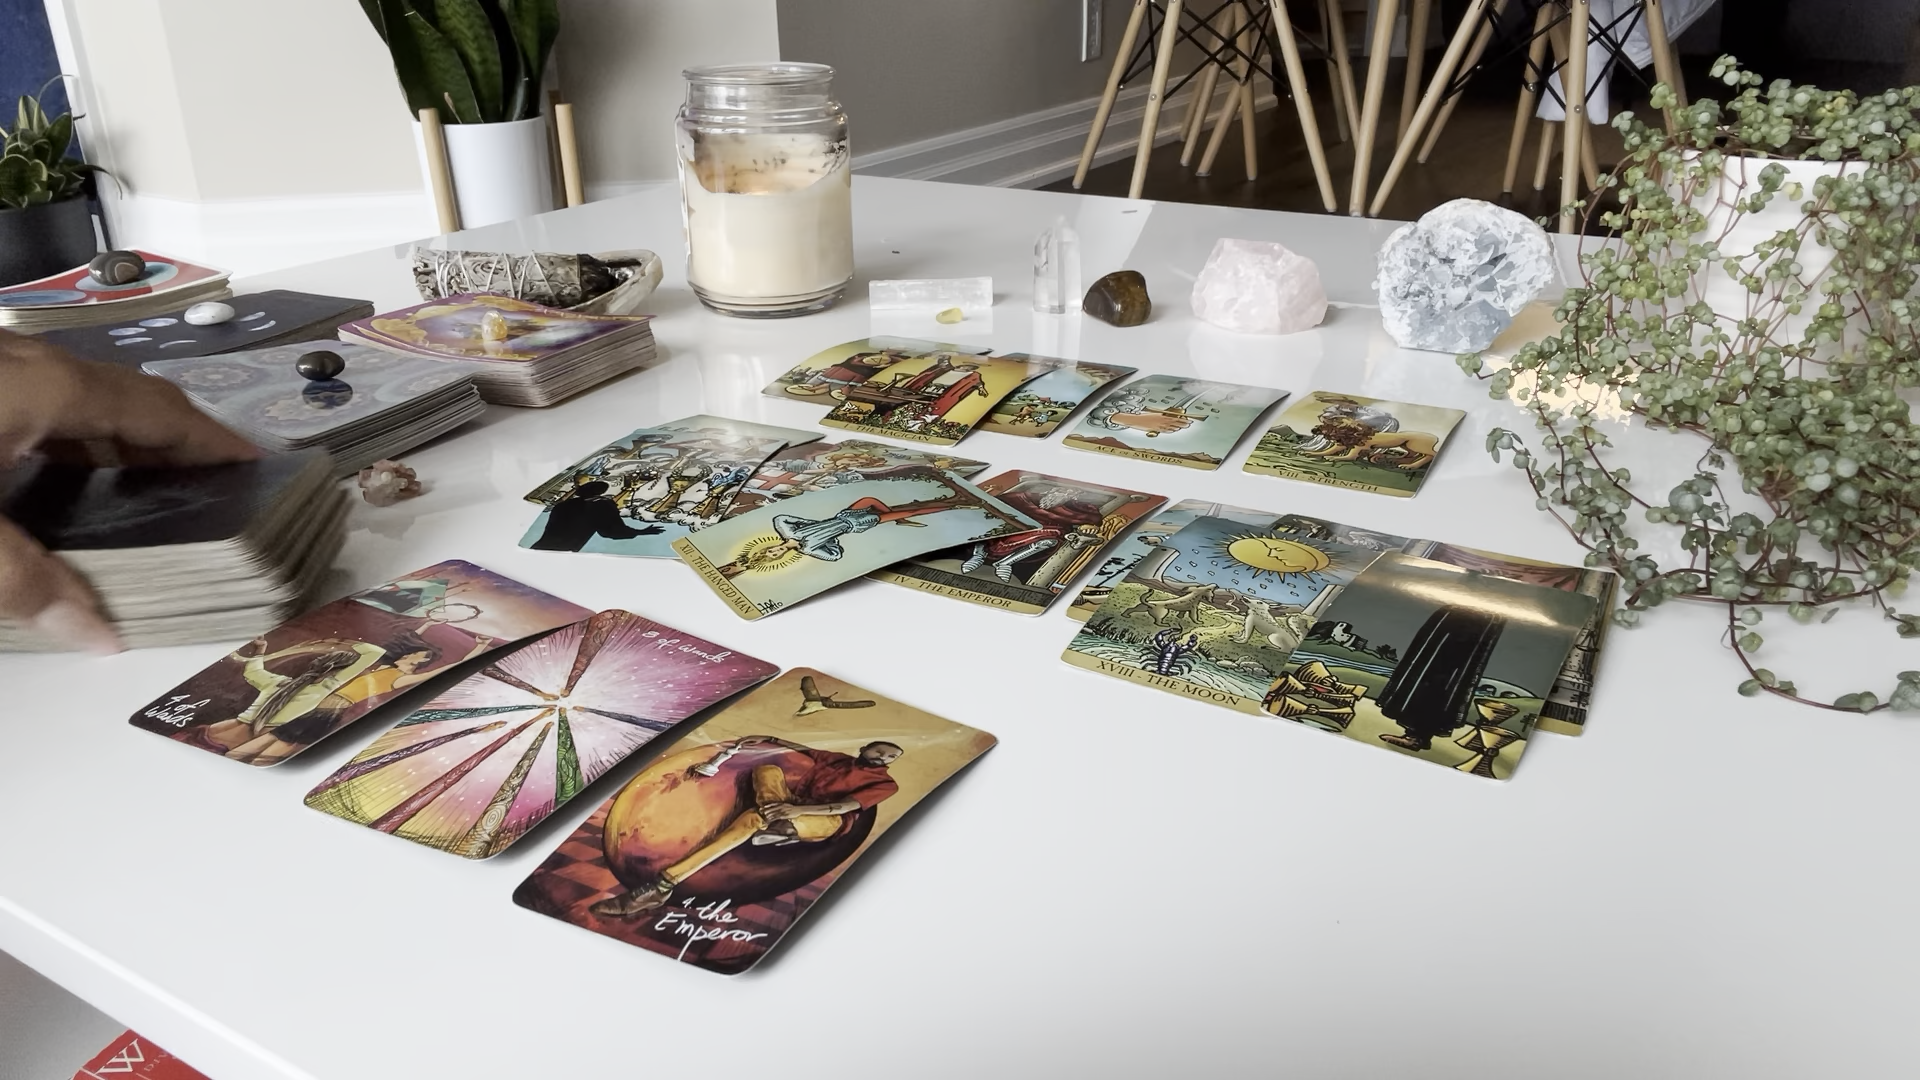 I · THE MAGICIAN
ACE OF SWORDS
VIII · STRENGTH
XII · THE HANGED MAN
IV · THE EMPEROR
XVIII · THE MOON
4 of
Wands
8 of wands
4. the
Emperor
W